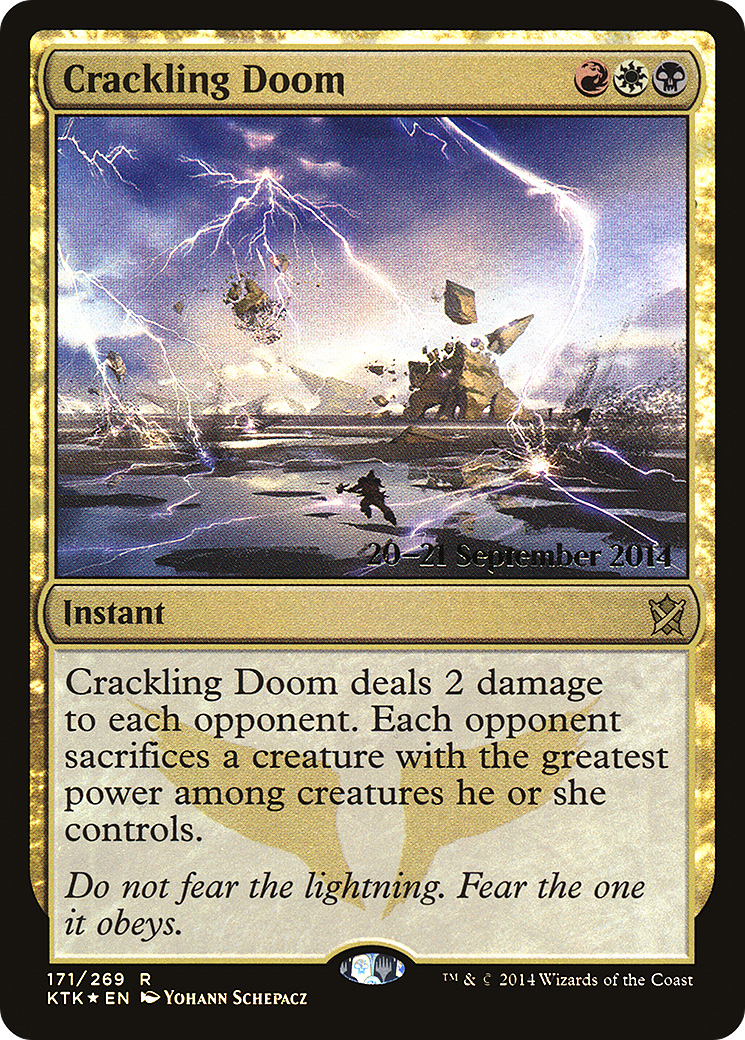 Crackling Doom
20–21 September 2014
Instant
Crackling Doom deals 2 damage
to each opponent. Each opponent
sacrifices a creature with the greatest
power among creatures he or she
controls.
Do not fear the lightning. Fear the one
it obeys.
171/269 R
™ & © 2014 Wizards of the Coast
KTK★EN Yohann Schepacz